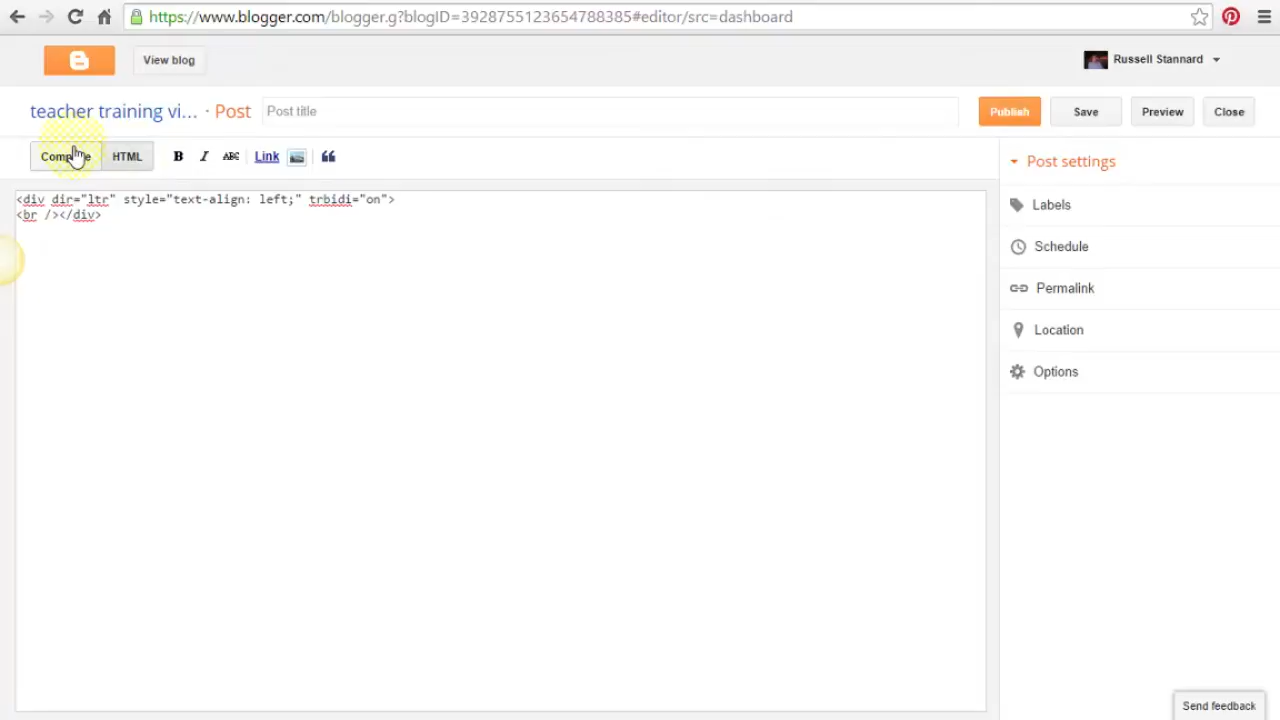 https://www.blogger.com/blogger.g?blogID=3928755123654788385#editor/src=dashboard
View blog
Russell Stannard
teacher training vi... · Post
Post title
Publish
Save
Preview
Close
HTML
B
I
ABC
Link
Post settings
<div dir="ltr" style="text-align: left;" trbidi="on">
<br /></div>
Labels
Schedule
Permalink
Location
Options
Send feedback